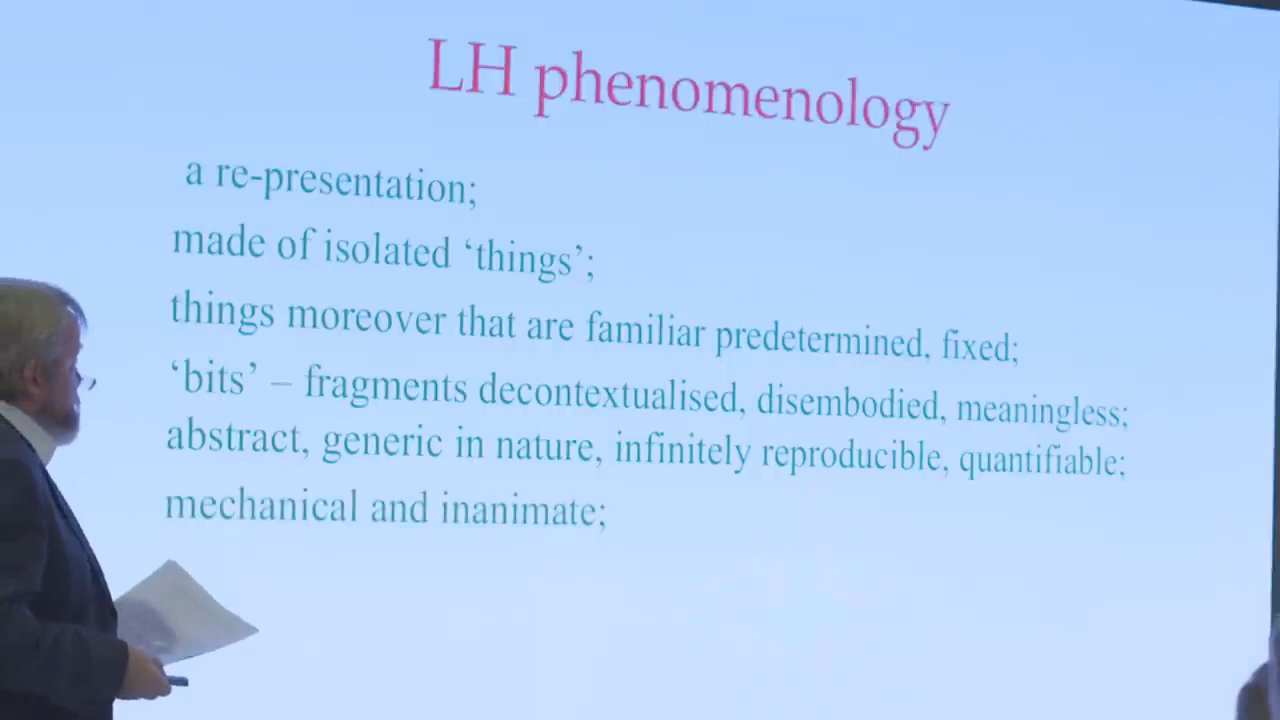 LH phenomenology
a re-presentation;
made of isolated ‘things’;
things moreover that are familiar predetermined, fixed;
‘bits’ – fragments decontextualised, disembodied, meaningless;
abstract, generic in nature, infinitely reproducible, quantifiable;
mechanical and inanimate;